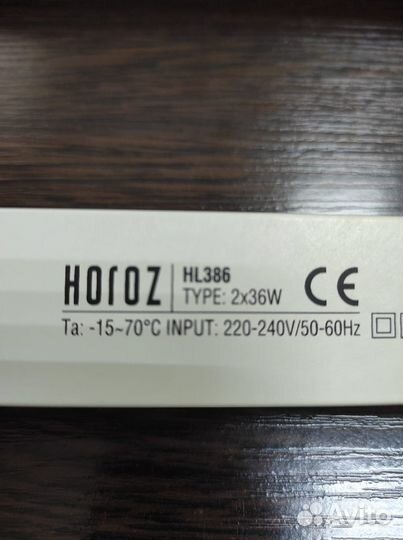 HOROZ
HL386
TYPE: 2x36W
CE
Ta: -15~70°C INPUT: 220-240V/50-60Hz
Avito